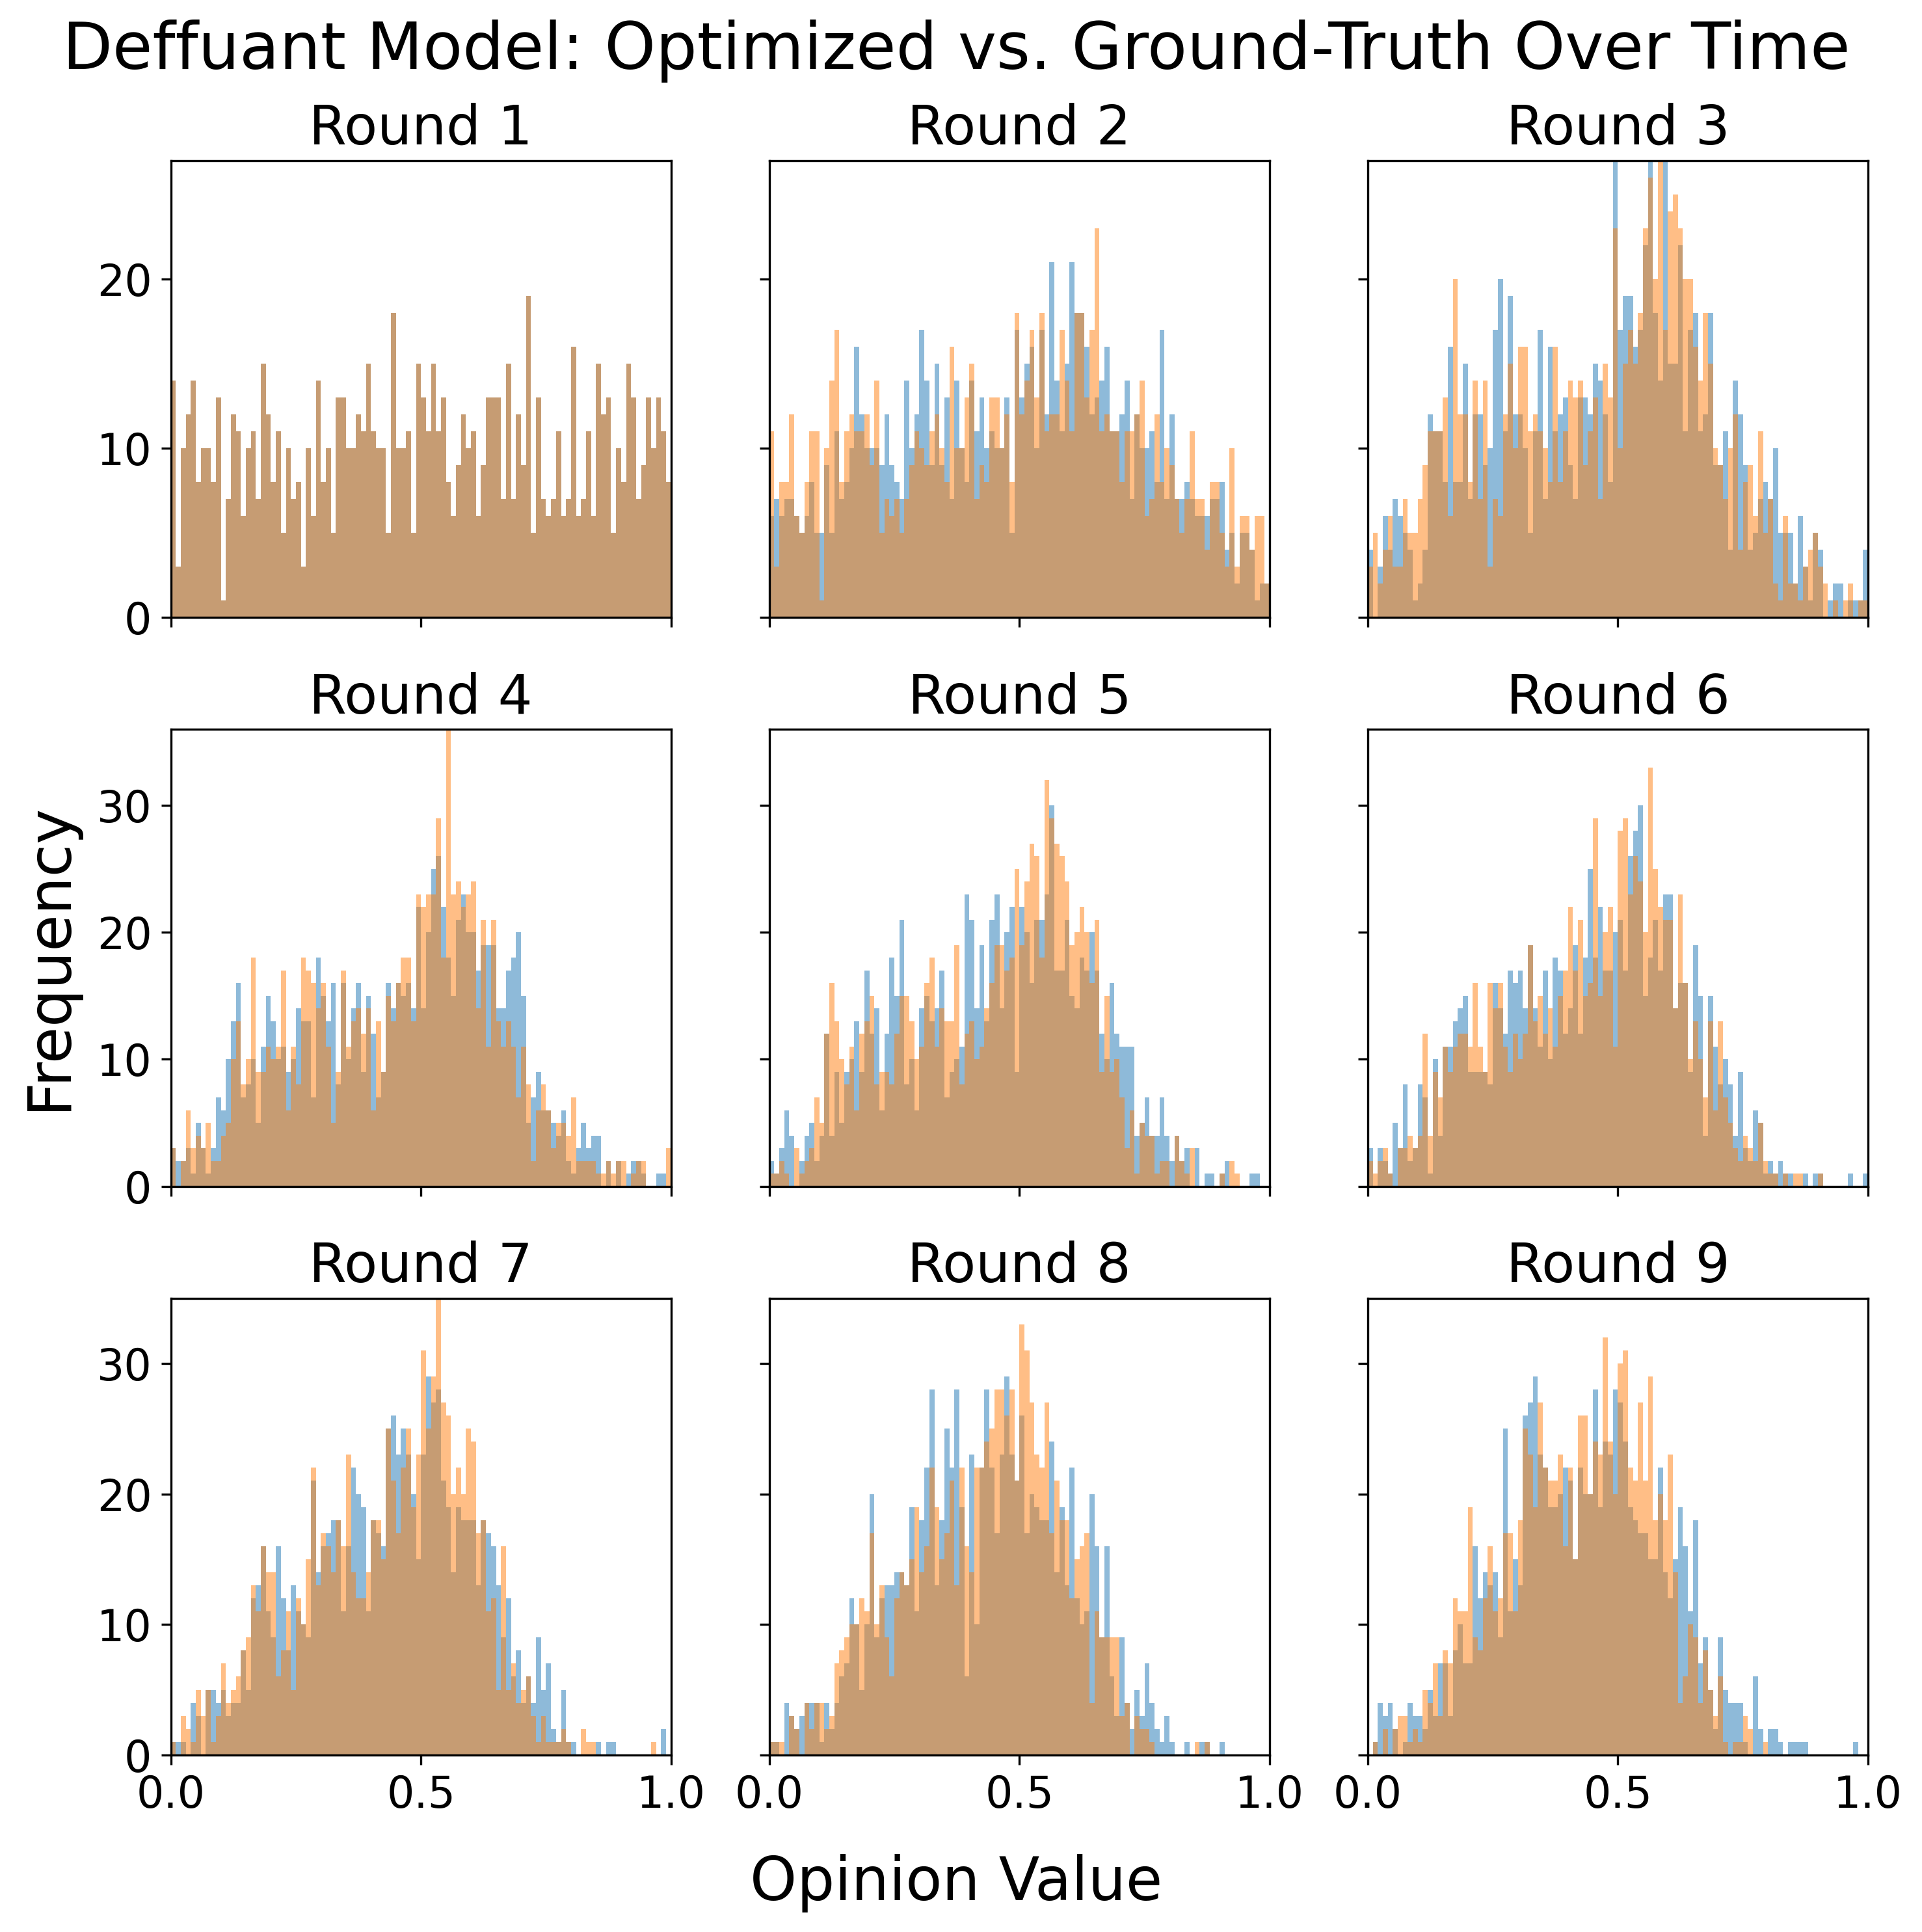 Deffuant Model: Optimized vs. Ground-Truth Over Time
Round 1
Round 2
Round 3
20
10
0
Round 4
Round 5
Round 6
30
20
10
0
Frequency
Round 7
Round 8
Round 9
30
20
10
0
0.0 0.5 1.0 0.0 0.5 1.0 0.0 0.5 1.0
Opinion Value